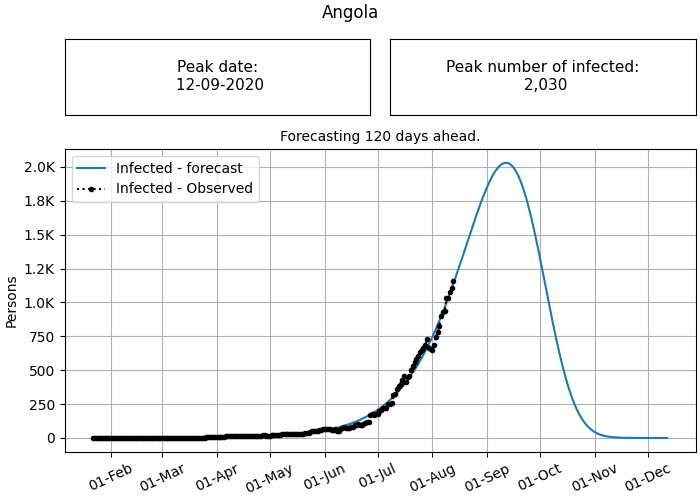 Angola
Peak date:
12-09-2020
Peak number of infected:
2,030
Forecasting 120 days ahead.
Infected - forecast
Infected - Observed
Persons
2.0K
1.8K
1.5K
1.2K
1.0K
750
500
250
0
01-Feb
01-Mar
01-Apr
01-May
01-Jun
01-Jul
01-Aug
01-Sep
01-Oct
01-Nov
01-Dec